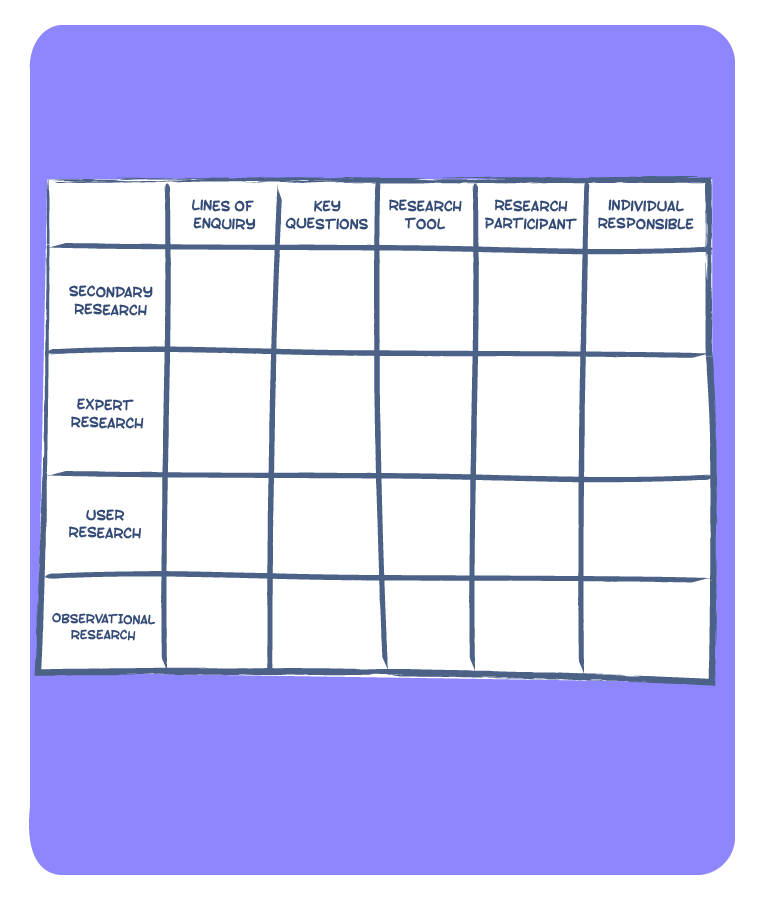 LINES OF
ENQUIRY
KEY
QUESTIONS
RESEARCH
TOOL
RESEARCH
PARTICIPANT
INDIVIDUAL
RESPONSIBLE
SECONDARY
RESEARCH
EXPERT
RESEARCH
USER
RESEARCH
OBSERVATIONAL
RESEARCH